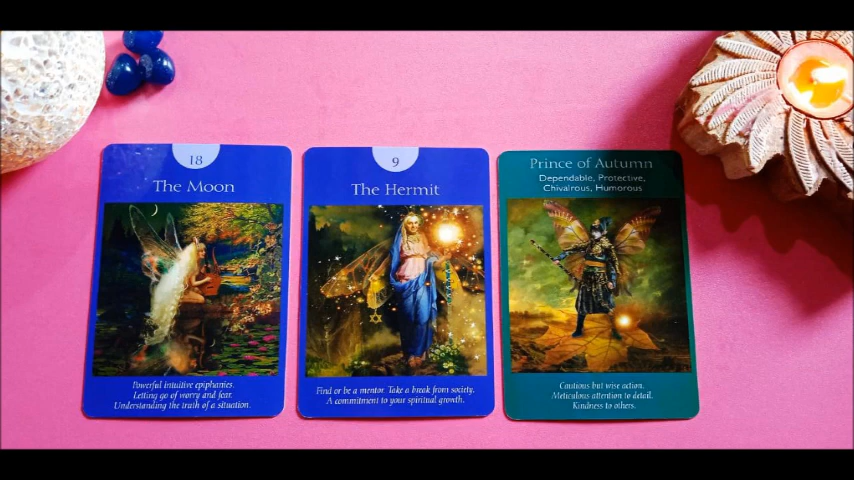 18
The Moon
Powerful intuitive epiphanies.
Letting go of worry and fear.
Understanding the truth of a situation.
9
The Hermit
Find or be a mentor. Take a break from society.
A commitment to your spiritual growth.
Prince of Autumn
Dependable, Protective,
Chivalrous, Humorous
Cautious but wise action.
Meticulous attention to detail.
Kindness to others.